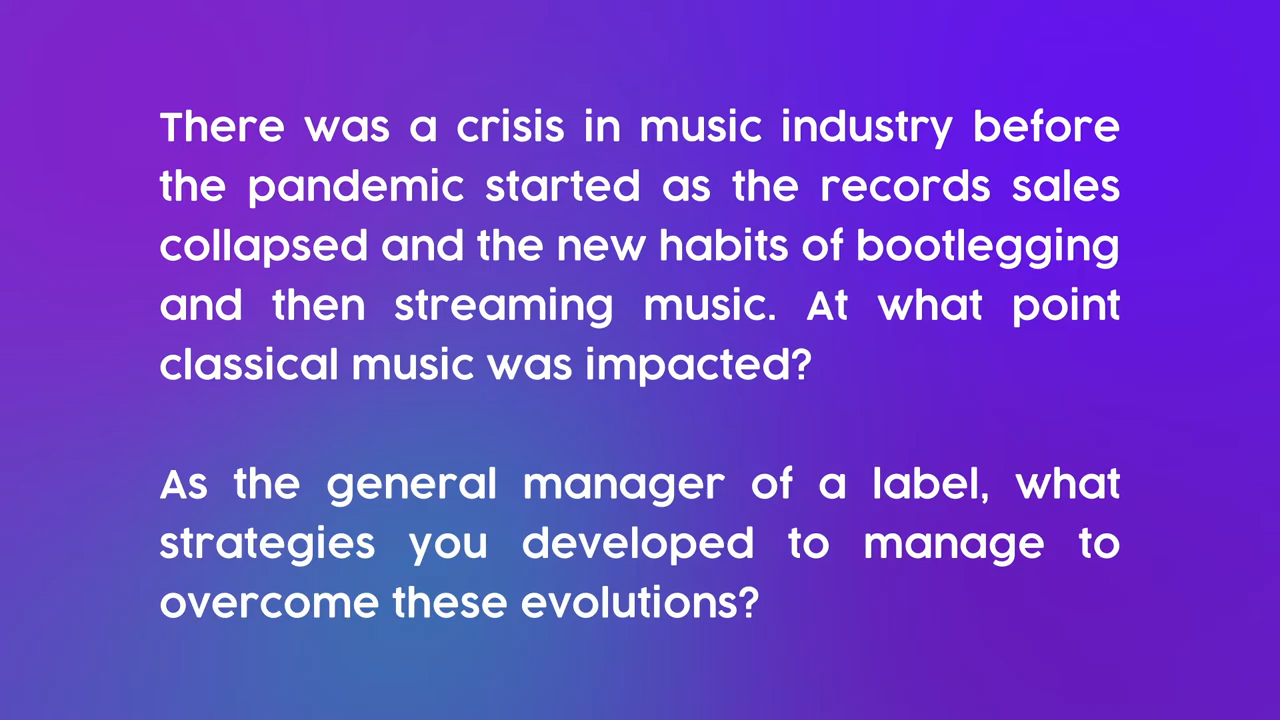 There was a crisis in music industry before
the pandemic started as the records sales
collapsed and the new habits of bootlegging
and then streaming music. At what point
classical music was impacted?
As the general manager of a label, what
strategies you developed to manage to
overcome these evolutions?